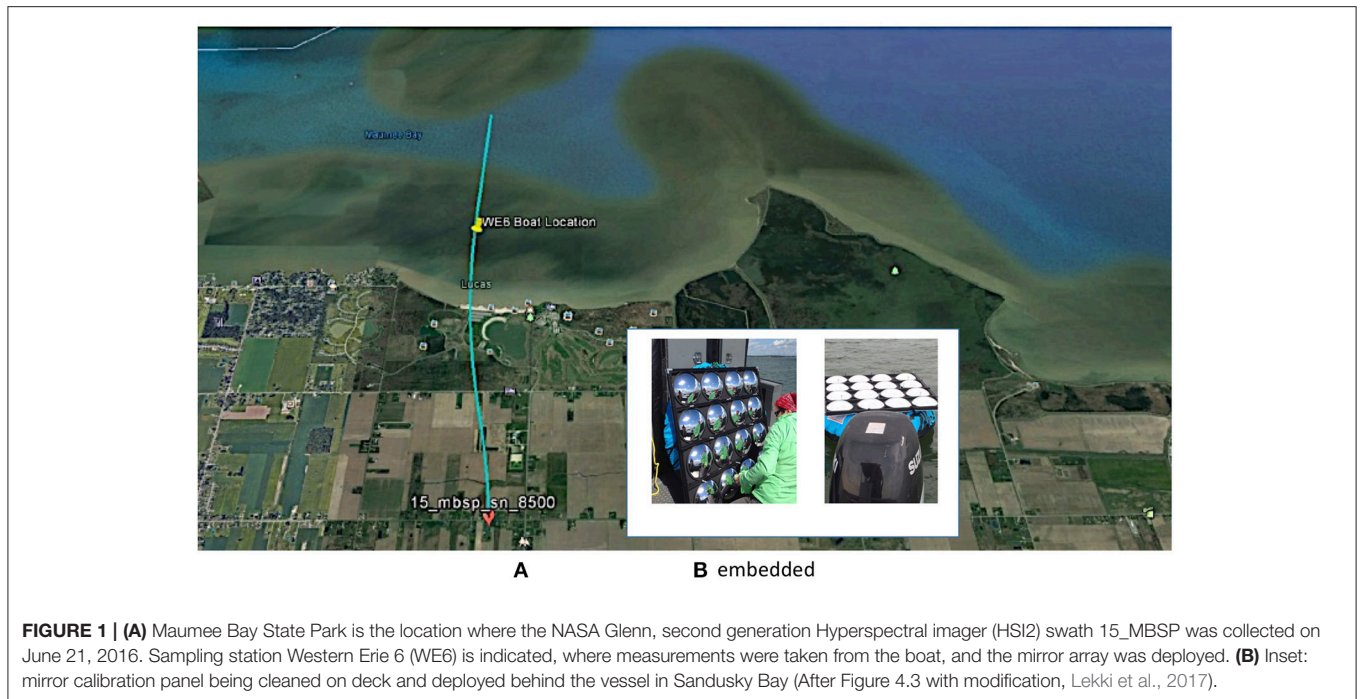 Maumee Bay
WE6 Boat Location
Lucas
15_mbsp_sn_8500
A
B embedded
FIGURE 1 | (A) Maumee Bay State Park is the location where the NASA Glenn, second generation Hyperspectral imager (HSI2) swath 15_MBSP was collected on
June 21, 2016. Sampling station Western Erie 6 (WE6) is indicated, where measurements were taken from the boat, and the mirror array was deployed. (B) Inset:
mirror calibration panel being cleaned on deck and deployed behind the vessel in Sandusky Bay (After Figure 4.3 with modification, Lekki et al., 2017).